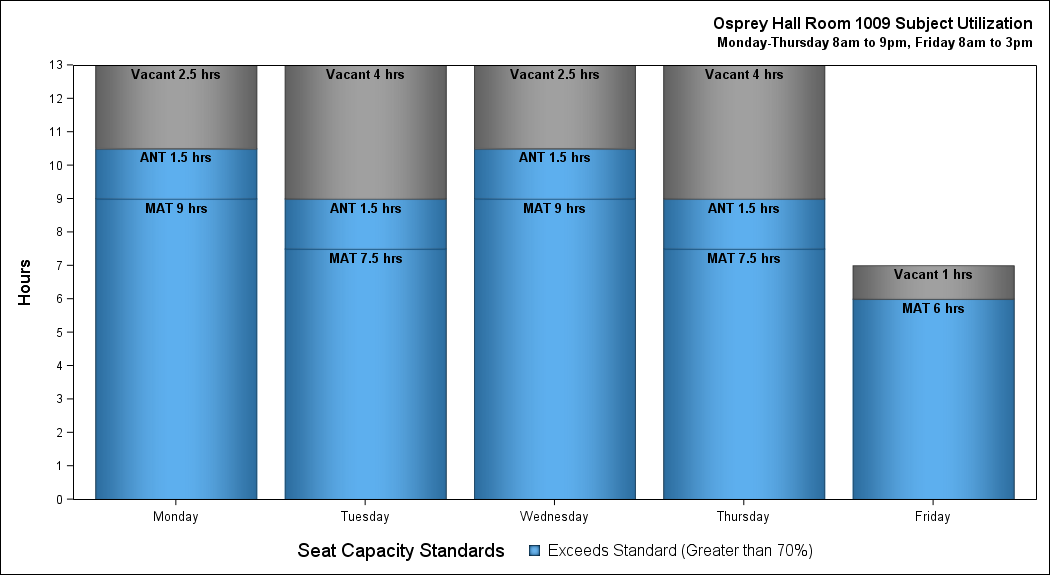 Osprey Hall Room 1009 Subject Utilization
Monday-Thursday 8am to 9pm, Friday 8am to 3pm
13
12
11
10
9
8
7
6
5
4
3
2
1
0
Hours
Vacant 2.5 hrs
ANT 1.5 hrs
MAT 9 hrs
Vacant 4 hrs
ANT 1.5 hrs
MAT 7.5 hrs
Vacant 2.5 hrs
ANT 1.5 hrs
MAT 9 hrs
Vacant 4 hrs
ANT 1.5 hrs
MAT 7.5 hrs
Vacant 1 hrs
MAT 6 hrs
Monday
Tuesday
Wednesday
Thursday
Friday
Seat Capacity Standards
Exceeds Standard (Greater than 70%)